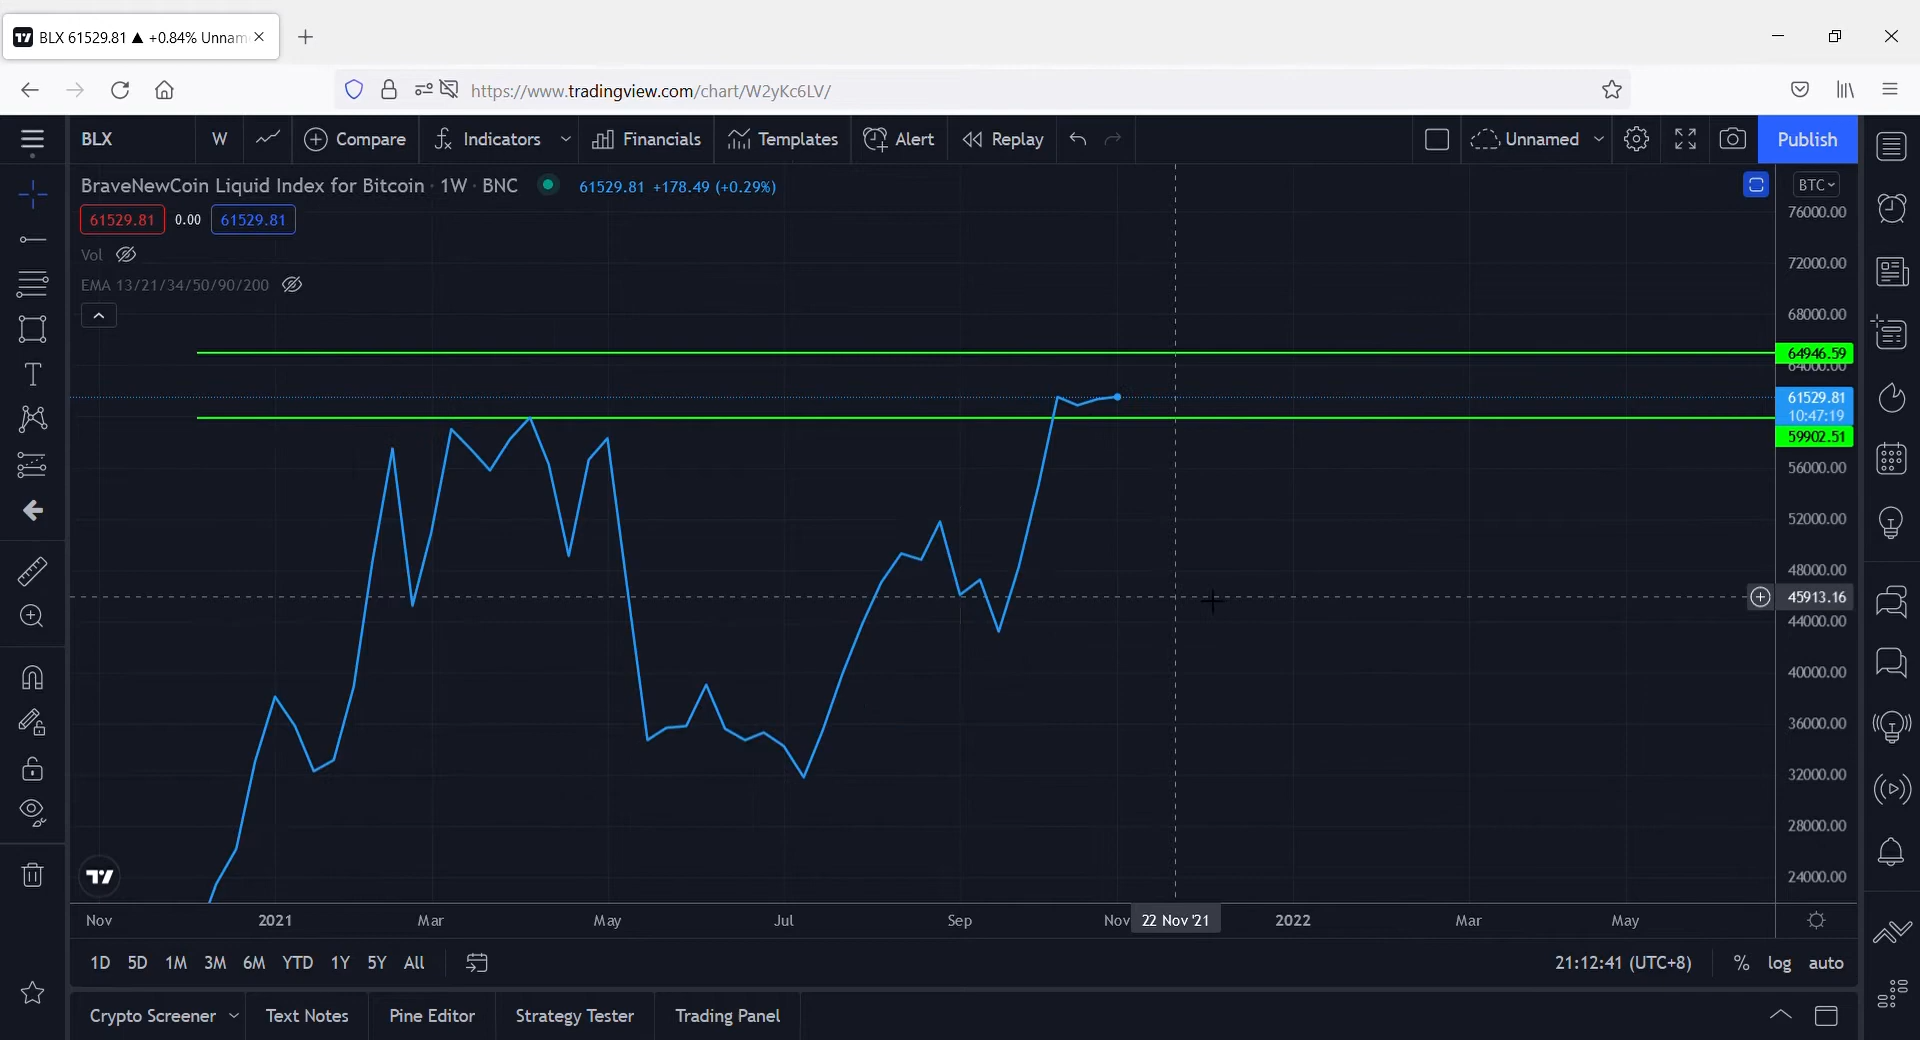 BLX 61529.81 ▲ +0.84% Unnam
https://www.tradingview.com/chart/W2yKc6LV/
BLX W Compare Indicators Financials Templates Alert Replay Unnamed Publish
BraveNewCoin Liquid Index for Bitcoin · 1W · BNC 61529.81 +178.49 (+0.29%)
BTC
61529.81 0.00 61529.81
Vol
EMA 13/21/34/50/90/200
76000.00
72000.00
68000.00
64946.59
64000.00
61529.81
10:47:19
59902.51
56000.00
52000.00
48000.00
45913.16
44000.00
40000.00
36000.00
32000.00
28000.00
24000.00
Nov 2021 Mar May Jul Sep Nov 22 Nov '21 2022 Mar May
1D 5D 1M 3M 6M YTD 1Y 5Y All 21:12:41 (UTC+8) % log auto
Crypto Screener Text Notes Pine Editor Strategy Tester Trading Panel